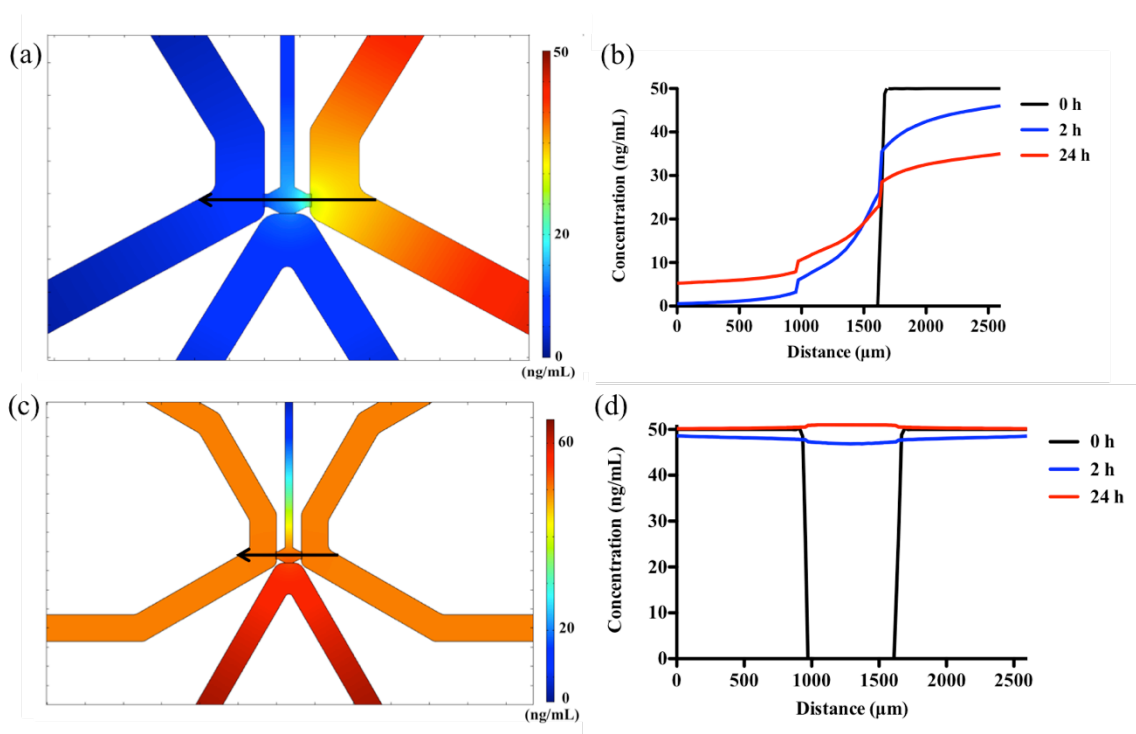 (a)
50
20
0
(ng/mL)
(b)
Concentration (ng/mL)
50
40
30
20
10
0
0 500 1000 1500 2000 2500
Distance (µm)
0 h
2 h
24 h
(c)
60
20
0
(ng/mL)
(d)
Concentration (ng/mL)
50
40
30
20
10
0
0 500 1000 1500 2000 2500
Distance (µm)
0 h
2 h
24 h